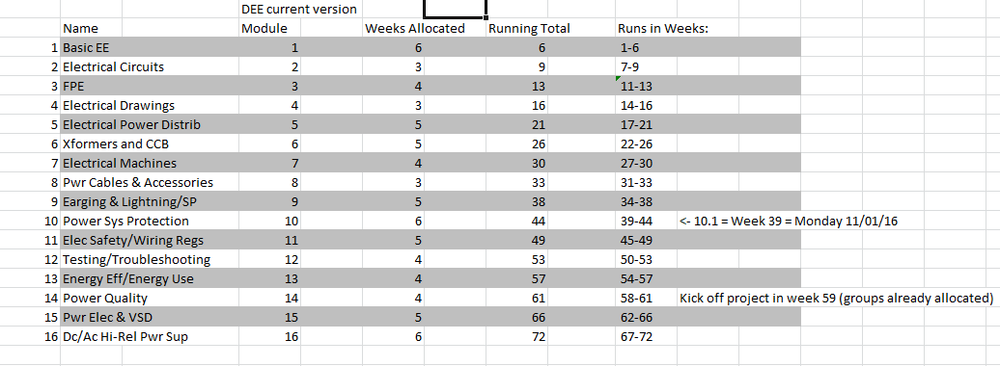 DEE current version
Name Module Weeks Allocated Running Total Runs in Weeks:
1 Basic EE 1 6 6 1-6
2 Electrical Circuits 2 3 9 7-9
3 FPE 3 4 13 11-13
4 Electrical Drawings 4 3 16 14-16
5 Electrical Power Distrib 5 5 21 17-21
6 Xformers and CCB 6 5 26 22-26
7 Electrical Machines 7 4 30 27-30
8 Pwr Cables & Accessories 8 3 33 31-33
9 Earging & Lightning/SP 9 5 38 34-38
10 Power Sys Protection 10 6 44 39-44 <- 10.1 = Week 39 = Monday 11/01/16
11 Elec Safety/Wiring Regs 11 5 49 45-49
12 Testing/Troubleshooting 12 4 53 50-53
13 Energy Eff/Energy Use 13 4 57 54-57
14 Power Quality 14 4 61 58-61 Kick off project in week 59 (groups already allocated)
15 Pwr Elec & VSD 15 5 66 62-66
16 Dc/Ac Hi-Rel Pwr Sup 16 6 72 67-72